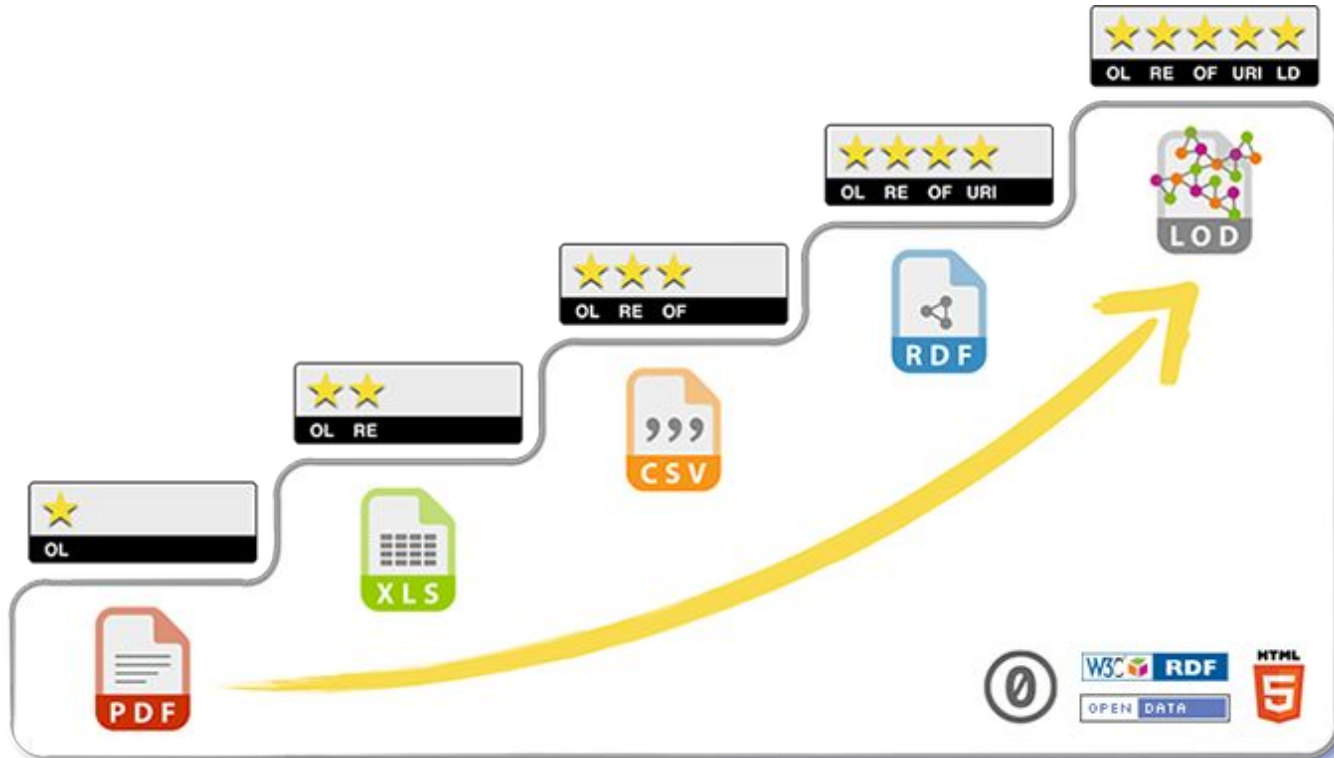 OL RE OF URI LD
LOD
OL RE OF URI
RDF
OL RE OF
CSV
OL RE
XLS
OL
PDF
0
W3C RDF
OPEN DATA
HTML
5